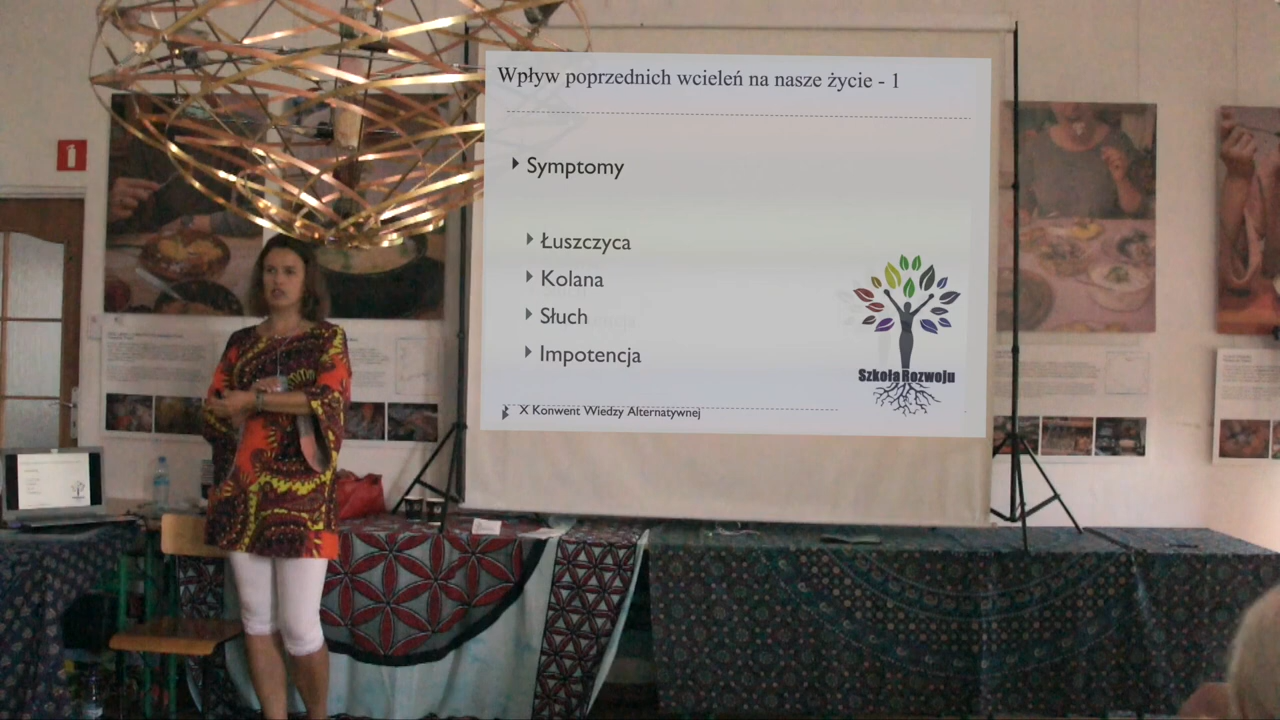 Wpływ poprzednich wcieleń na nasze życie - 1
Symptomy
Łuszczyca
Kolana
Słuch
Impotencja
Szkoła Rozwoju
X Konwent Wiedzy Alternatywnej